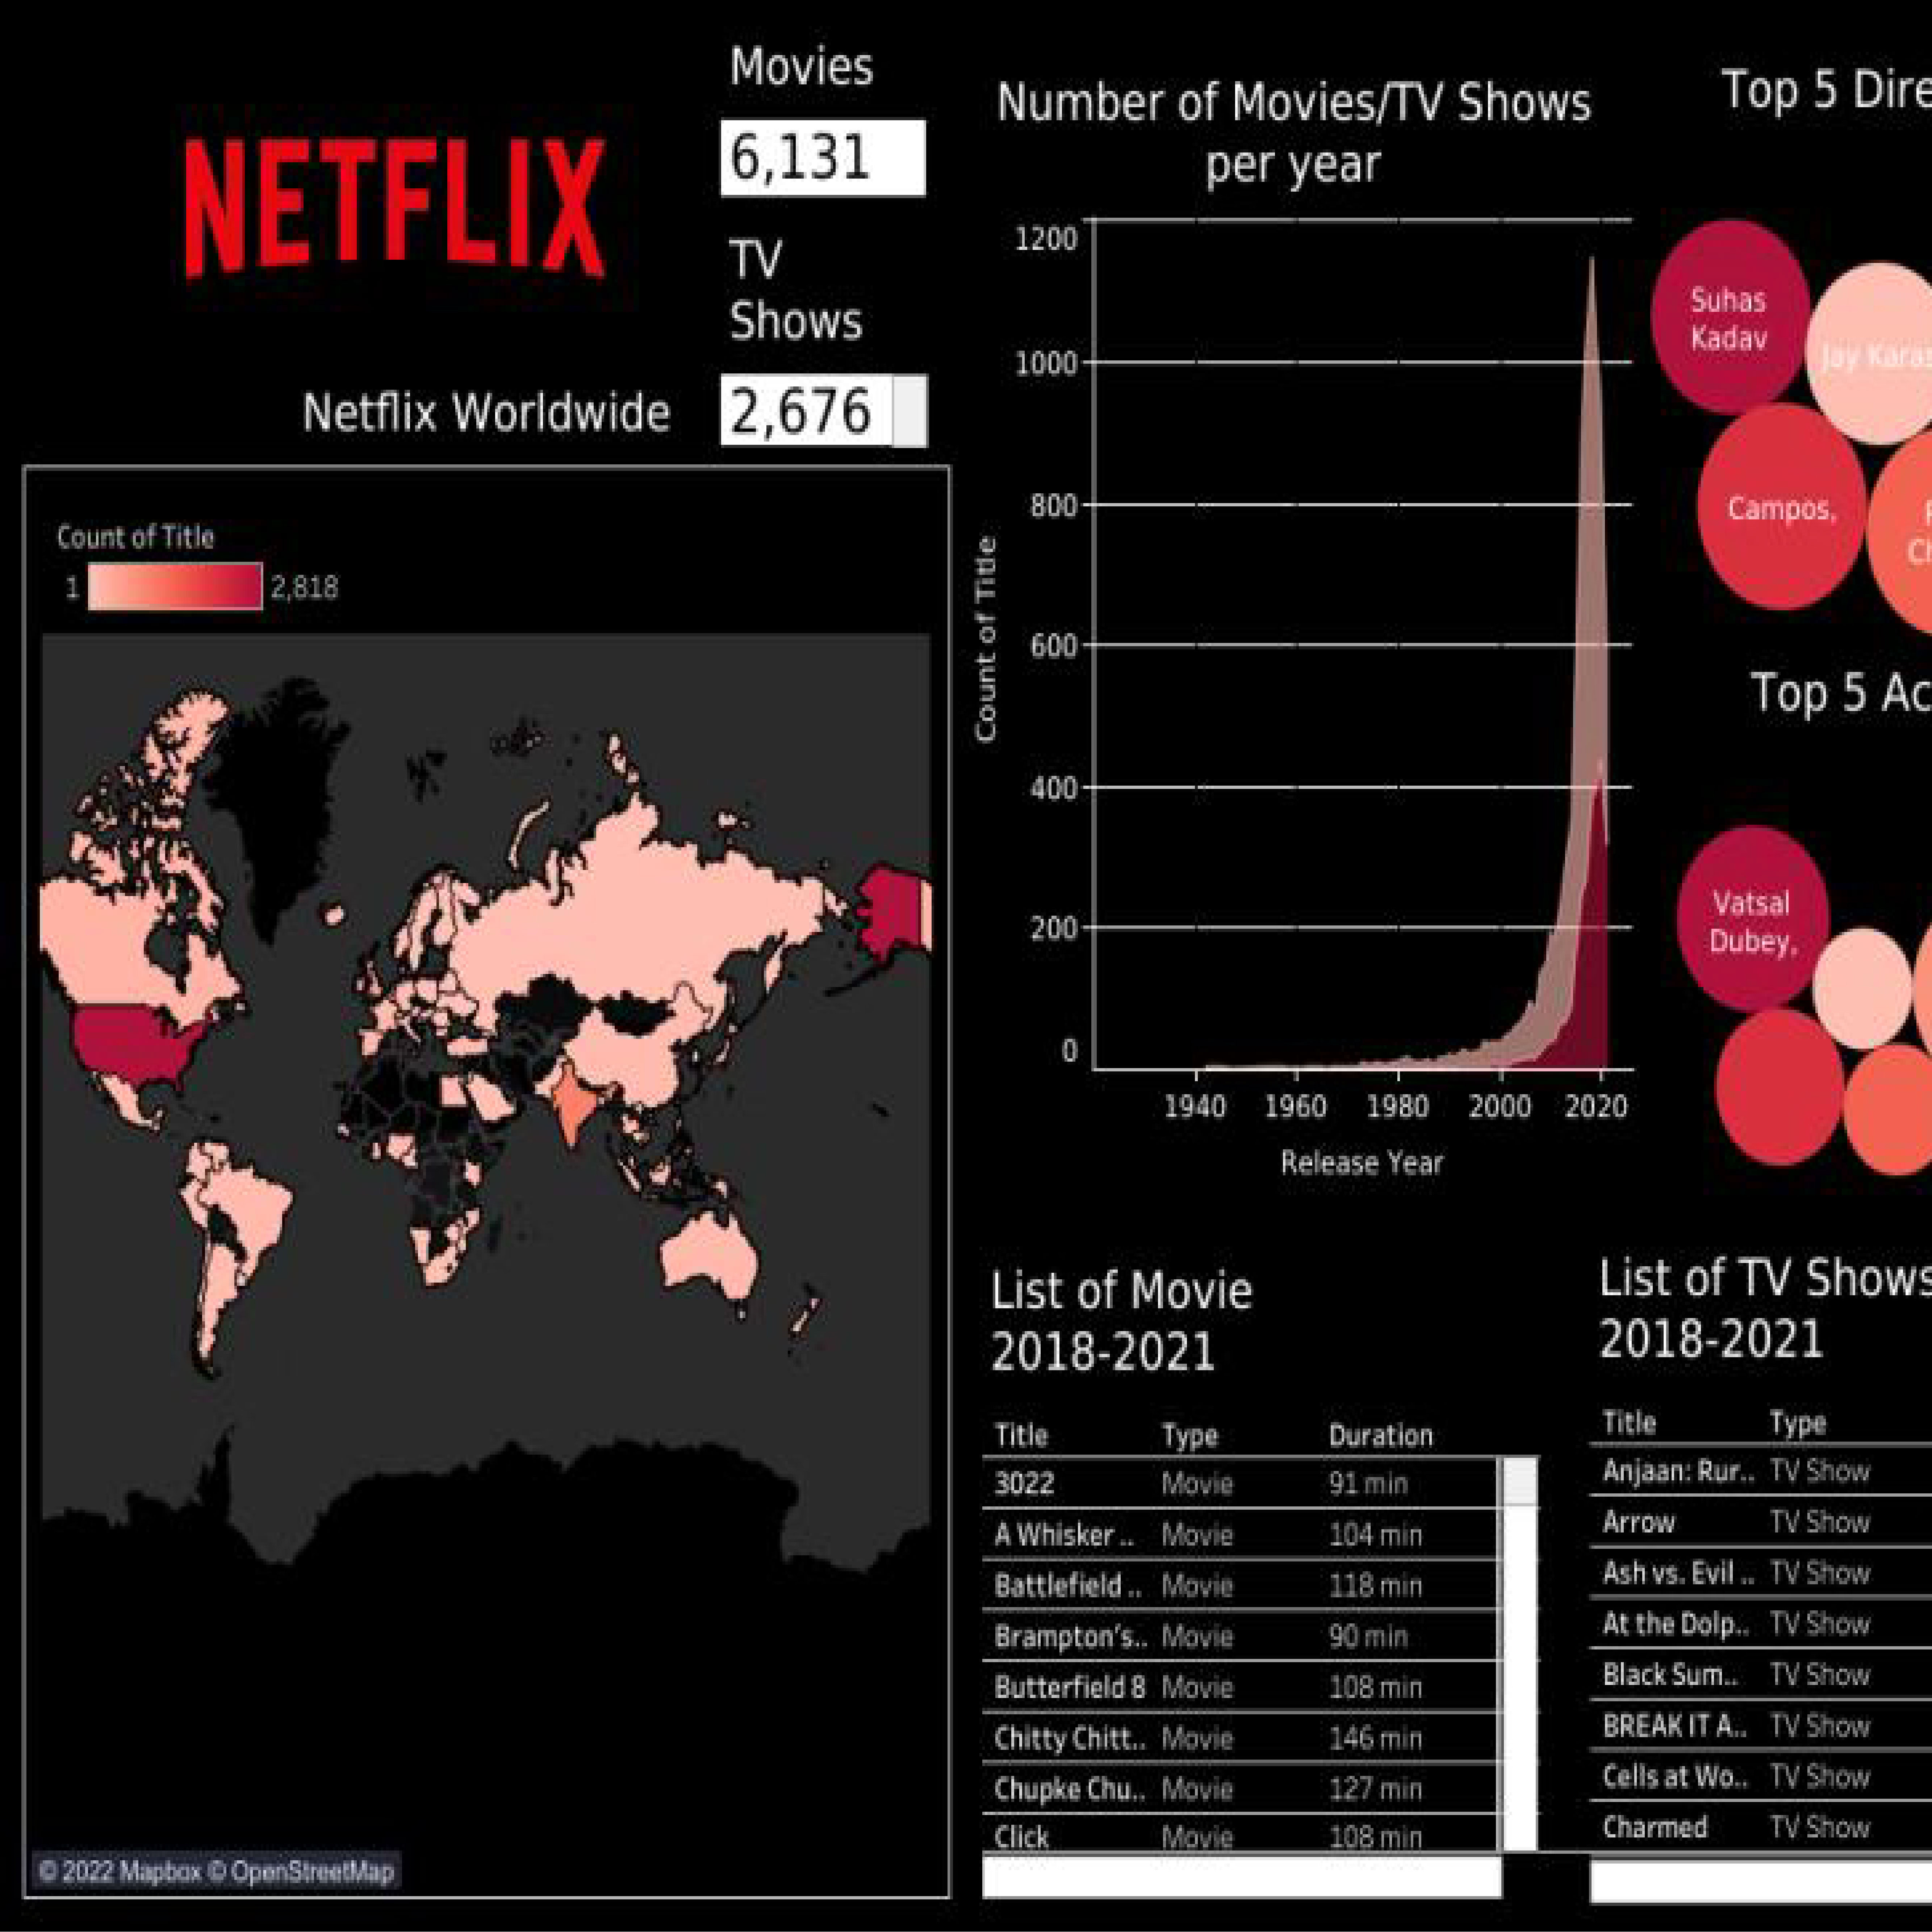 NETFLIX
Movies
6,131
TV
Shows
2,676
Netflix Worldwide
Count of Title
1
2,818
© 2022 Mapbox © OpenStreetMap
Number of Movies/TV Shows
per year
Count of Title
1200
1000
800
600
400
200
0
1940 1960 1980 2000 2020
Release Year
Top 5 Dire
Suhas
Kadav
Jay Karas
Campos,
Top 5 Ac
Vatsal
Dubey,
List of Movie
2018-2021
Title Type Duration
3022 Movie 91 min
A Whisker .. Movie 104 min
Battlefield .. Movie 118 min
Brampton's.. Movie 90 min
Butterfield 8 Movie 108 min
Chitty Chitt.. Movie 146 min
Chupke Chu.. Movie 127 min
Click Movie 108 min
List of TV Shows
2018-2021
Title Type
Anjaan: Rur.. TV Show
Arrow TV Show
Ash vs. Evil .. TV Show
At the Dolp.. TV Show
Black Sum.. TV Show
BREAK IT A.. TV Show
Cells at Wo.. TV Show
Charmed TV Show